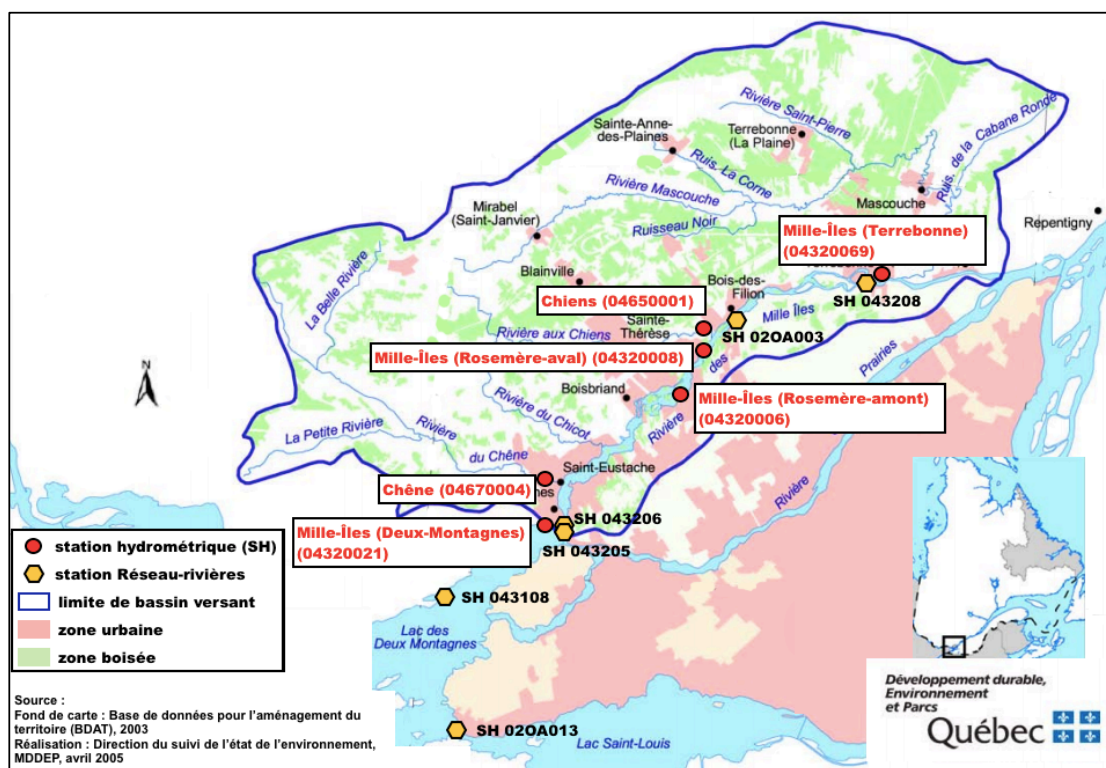 Rivière Saint-Pierre
Sainte-Anne-
des-Plaines
Terrebonne
(La Plaine)
Ruis. de la Cabane Ronde
Ruis. La Corne
Rivière Mascouche
Mascouche
Mirabel
(Saint-Janvier)
Ruisseau Noir
Repentigny
Mille-Îles (Terrebonne)
(04320069)
La Belle Rivière
Blainville
Bois-des-
Filion
SH 043208
Chiens (04650001)
Mille Îles
Sainte-
Thérèse
Rivière aux Chiens
SH 02OA003
Mille-Îles (Rosemère-aval) (04320008)
des
Prairies
Boisbriand
Mille-Îles (Rosemère-amont)
(04320006)
Rivière du Chicot
Rivière
La Petite Rivière
Rivière
du Chêne
Saint-Eustache
Rivière
Chêne (04670004)
nes
SH 043206
Mille-Îles (Deux-Montagnes)
(04320021)
SH 043205
N
station hydrométrique (SH)
station Réseau-rivières
limite de bassin versant
zone urbaine
zone boisée
SH 043108
Lac des
Deux Montagnes
SH 02OA013
Lac Saint-Louis
Source :
Fond de carte : Base de données pour l'aménagement du
territoire (BDAT), 2003
Réalisation : Direction du suivi de l'état de l'environnement,
MDDEP, avril 2005
Développement durable,
Environnement
et Parcs
Québec